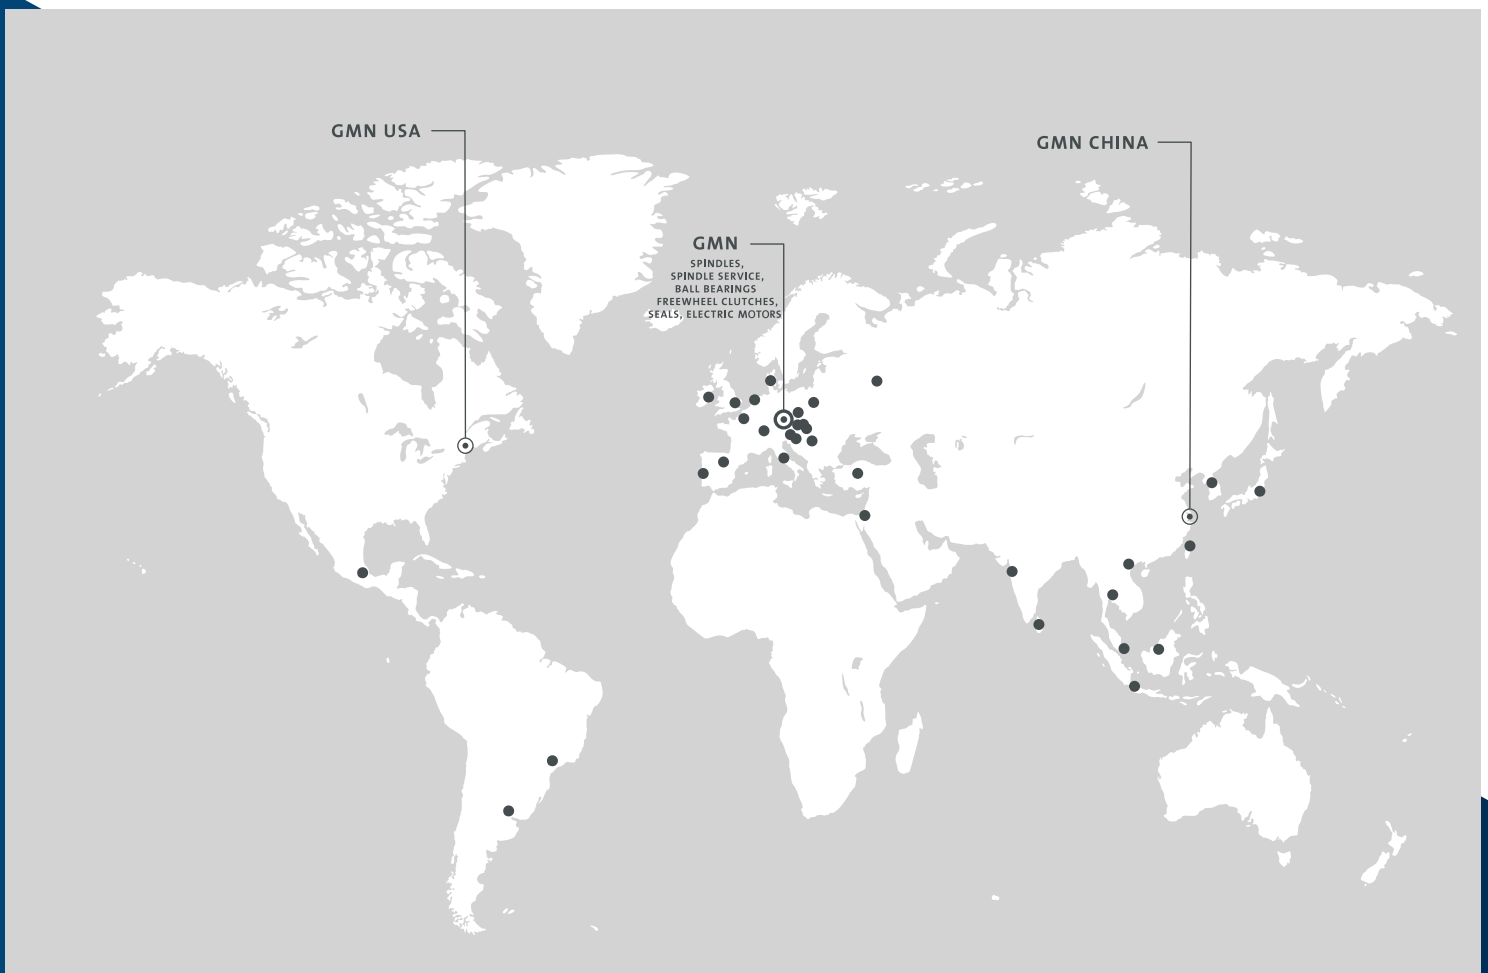 GMN USA
GMN CHINA
GMN
SPINDLES,
SPINDLE SERVICE,
BALL BEARINGS
FREEWHEEL CLUTCHES,
SEALS, ELECTRIC MOTORS